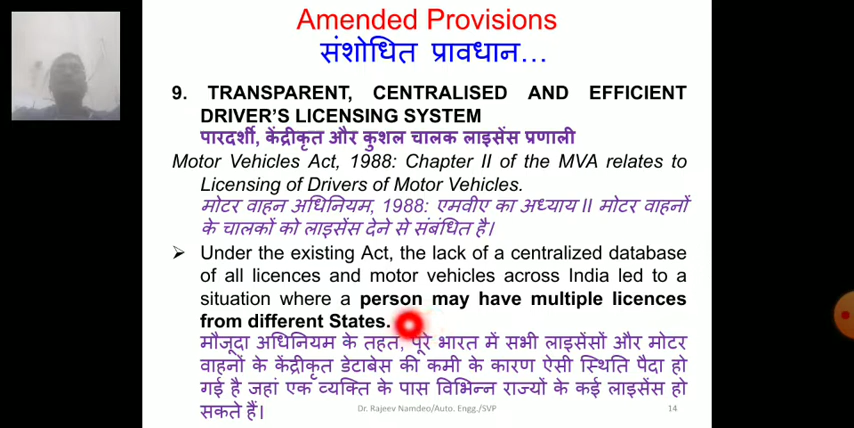 Amended Provisions
संशोधित प्रावधान...
9. TRANSPARENT, CENTRALISED AND EFFICIENT
DRIVER'S LICENSING SYSTEM
पारदर्शी, केंद्रीकृत और कुशल चालक लाइसेंस प्रणाली
Motor Vehicles Act, 1988: Chapter II of the MVA relates to
Licensing of Drivers of Motor Vehicles.
मोटर वाहन अधिनियम, 1988: एमवीए का अध्याय II मोटर वाहनों
के चालकों को लाइसेंस देने से संबंधित है।
➢ Under the existing Act, the lack of a centralized database
of all licences and motor vehicles across India led to a
situation where a person may have multiple licences
from different States.
मौजूदा अधिनियम के तहत, पूरे भारत में सभी लाइसेंसों और मोटर
वाहनों के केंद्रीकृत डेटाबेस की कमी के कारण ऐसी स्थिति पैदा हो
गई है जहां एक व्यक्ति के पास विभिन्न राज्यों के कई लाइसेंस हो
सकते हैं।
Dr. Rajeev Namdeo/Auto. Engg./SVP
14